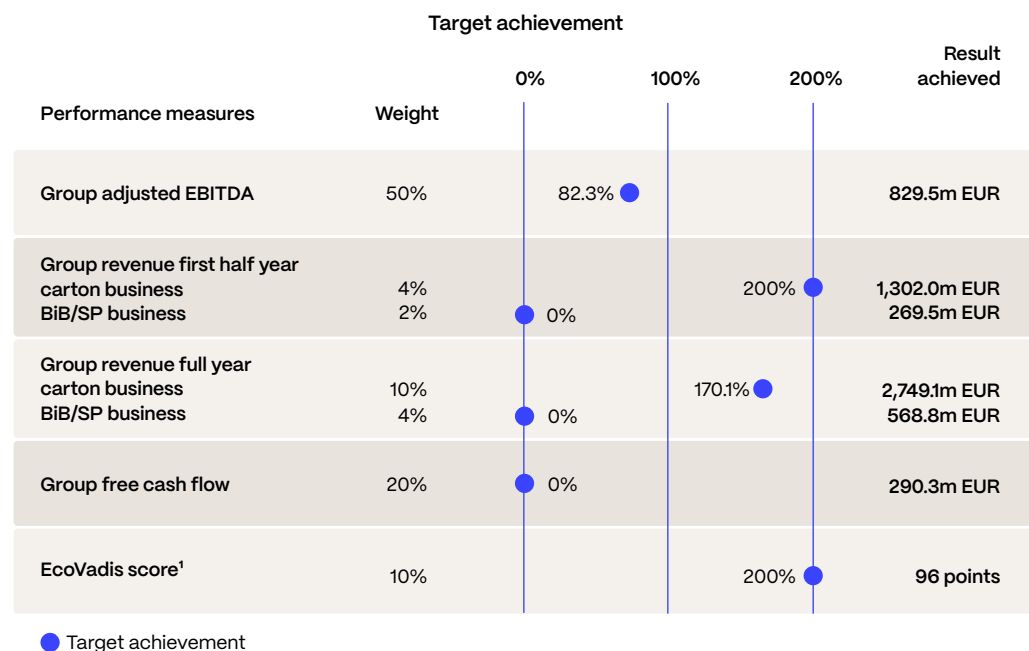 Target achievement
0% 100% 200% Result achieved
Performance measures Weight
Group adjusted EBITDA 50% 82.3% 829.5m EUR
Group revenue first half year
carton business 4% 200% 1,302.0m EUR
BiB/SP business 2% 0% 269.5m EUR
Group revenue full year
carton business 10% 170.1% 2,749.1m EUR
BiB/SP business 4% 0% 568.8m EUR
Group free cash flow 20% 0% 290.3m EUR
EcoVadis score¹ 10% 200% 96 points
Target achievement